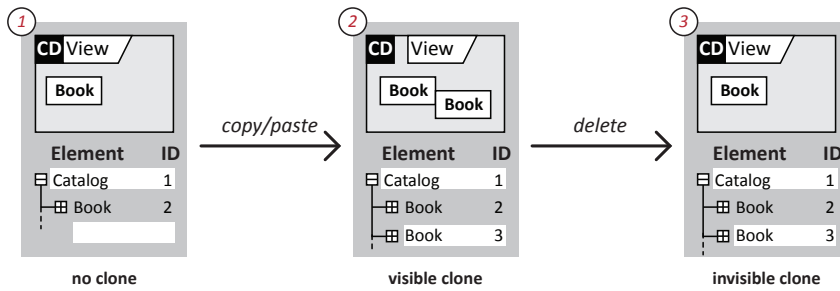 1
CD View
Book
Element ID
Catalog 1
Book 2
no clone
copy/paste
2
CD View
Book
Book
Element ID
Catalog 1
Book 2
Book 3
visible clone
delete
3
CD View
Book
Element ID
Catalog 1
Book 2
Book 3
invisible clone